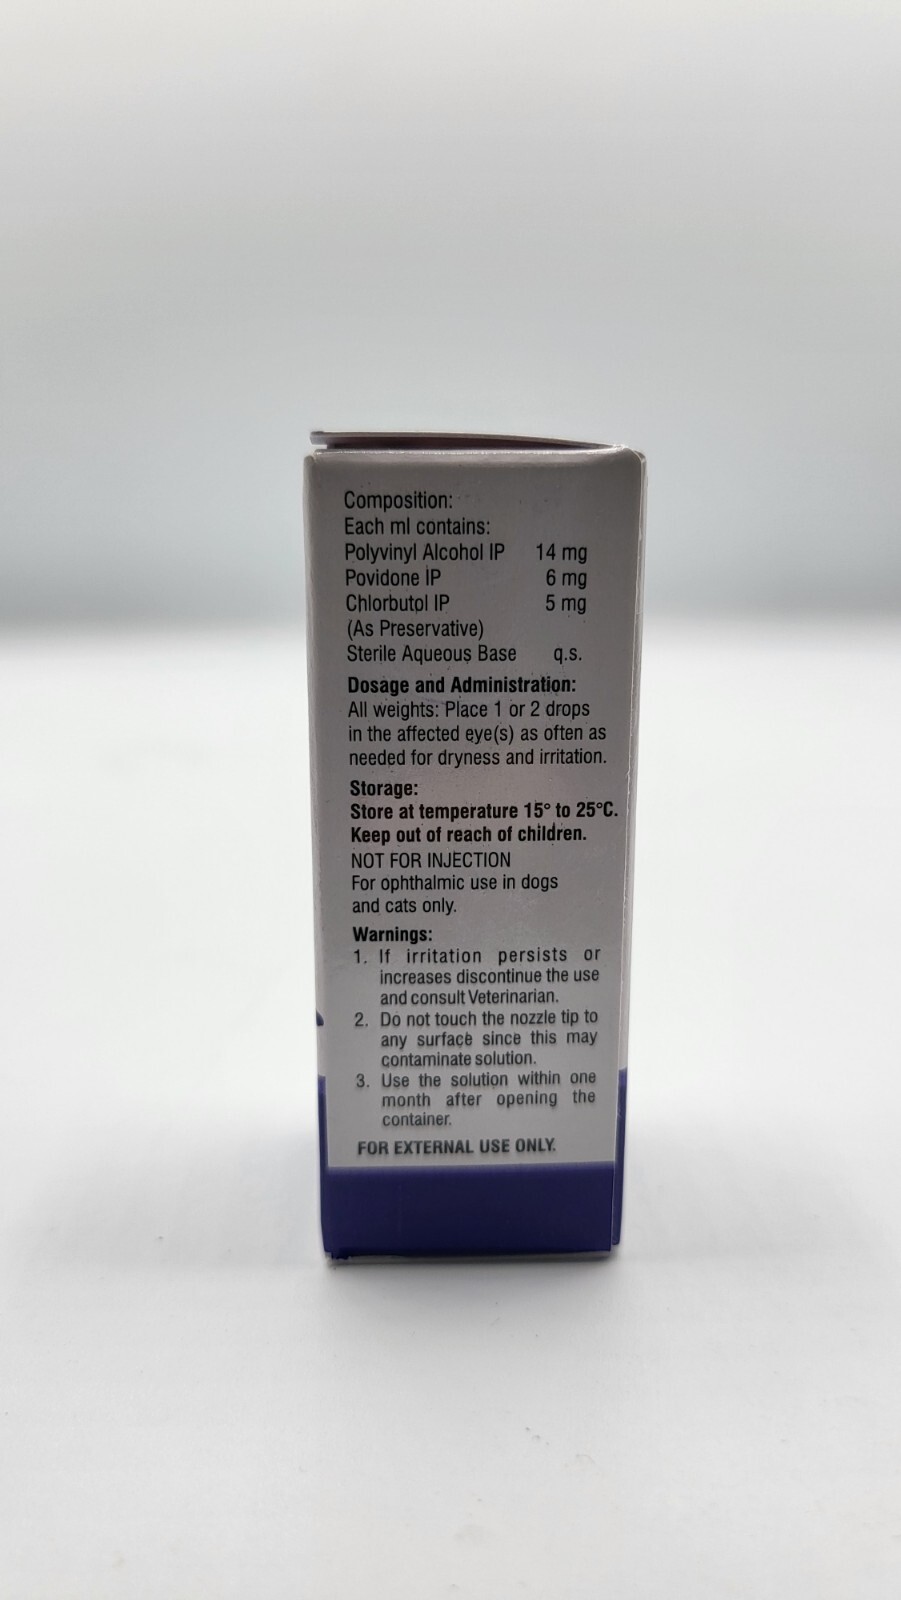 Composition:
Each ml contains:
Polyvinyl Alcohol IP 14 mg
Povidone IP 6 mg
Chlorbutol IP 5 mg
(As Preservative)
Sterile Aqueous Base q.s.
Dosage and Administration:
All weights: Place 1 or 2 drops
in the affected eye(s) as often as
needed for dryness and irritation.
Storage:
Store at temperature 15° to 25°C.
Keep out of reach of children.
NOT FOR INJECTION
For ophthalmic use in dogs
and cats only.
Warnings:
1. If irritation persists or
increases discontinue the use
and consult Veterinarian.
2. Do not touch the nozzle tip to
any surface since this may
contaminate solution.
3. Use the solution within one
month after opening the
container.
FOR EXTERNAL USE ONLY.